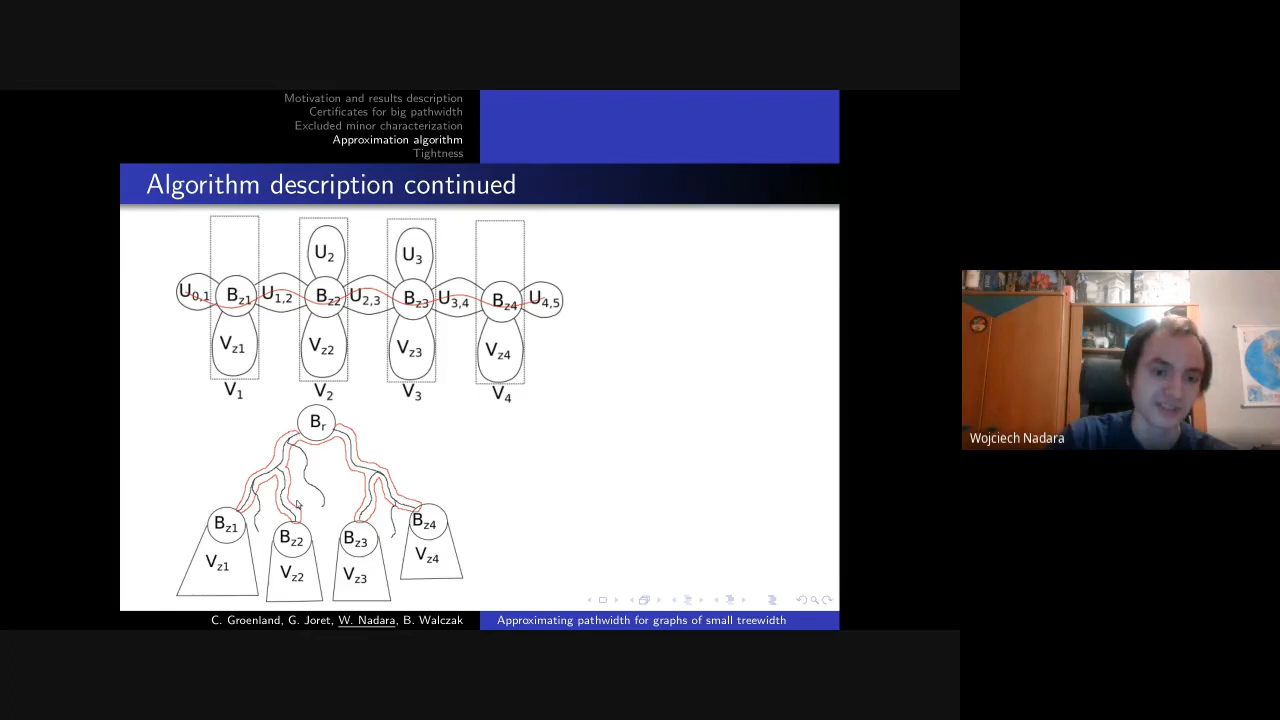 Motivation and results description
Certificates for big pathwidth
Excluded minor characterization
Approximation algorithm
Tightness
Algorithm description continued
U2 U3
U0,1 Bz1 U1,2 Bz2 U2,3 Bz3 U3,4 Bz4 U4,5
Vz1 Vz2 Vz3 Vz4
V1 V2 V3 V4
Br
Bz1 Bz2 Bz3 Bz4
Vz1 Vz2 Vz3 Vz4
C. Groenland, G. Joret, W. Nadara, B. Walczak Approximating pathwidth for graphs of small treewidth
Wojciech Nadara